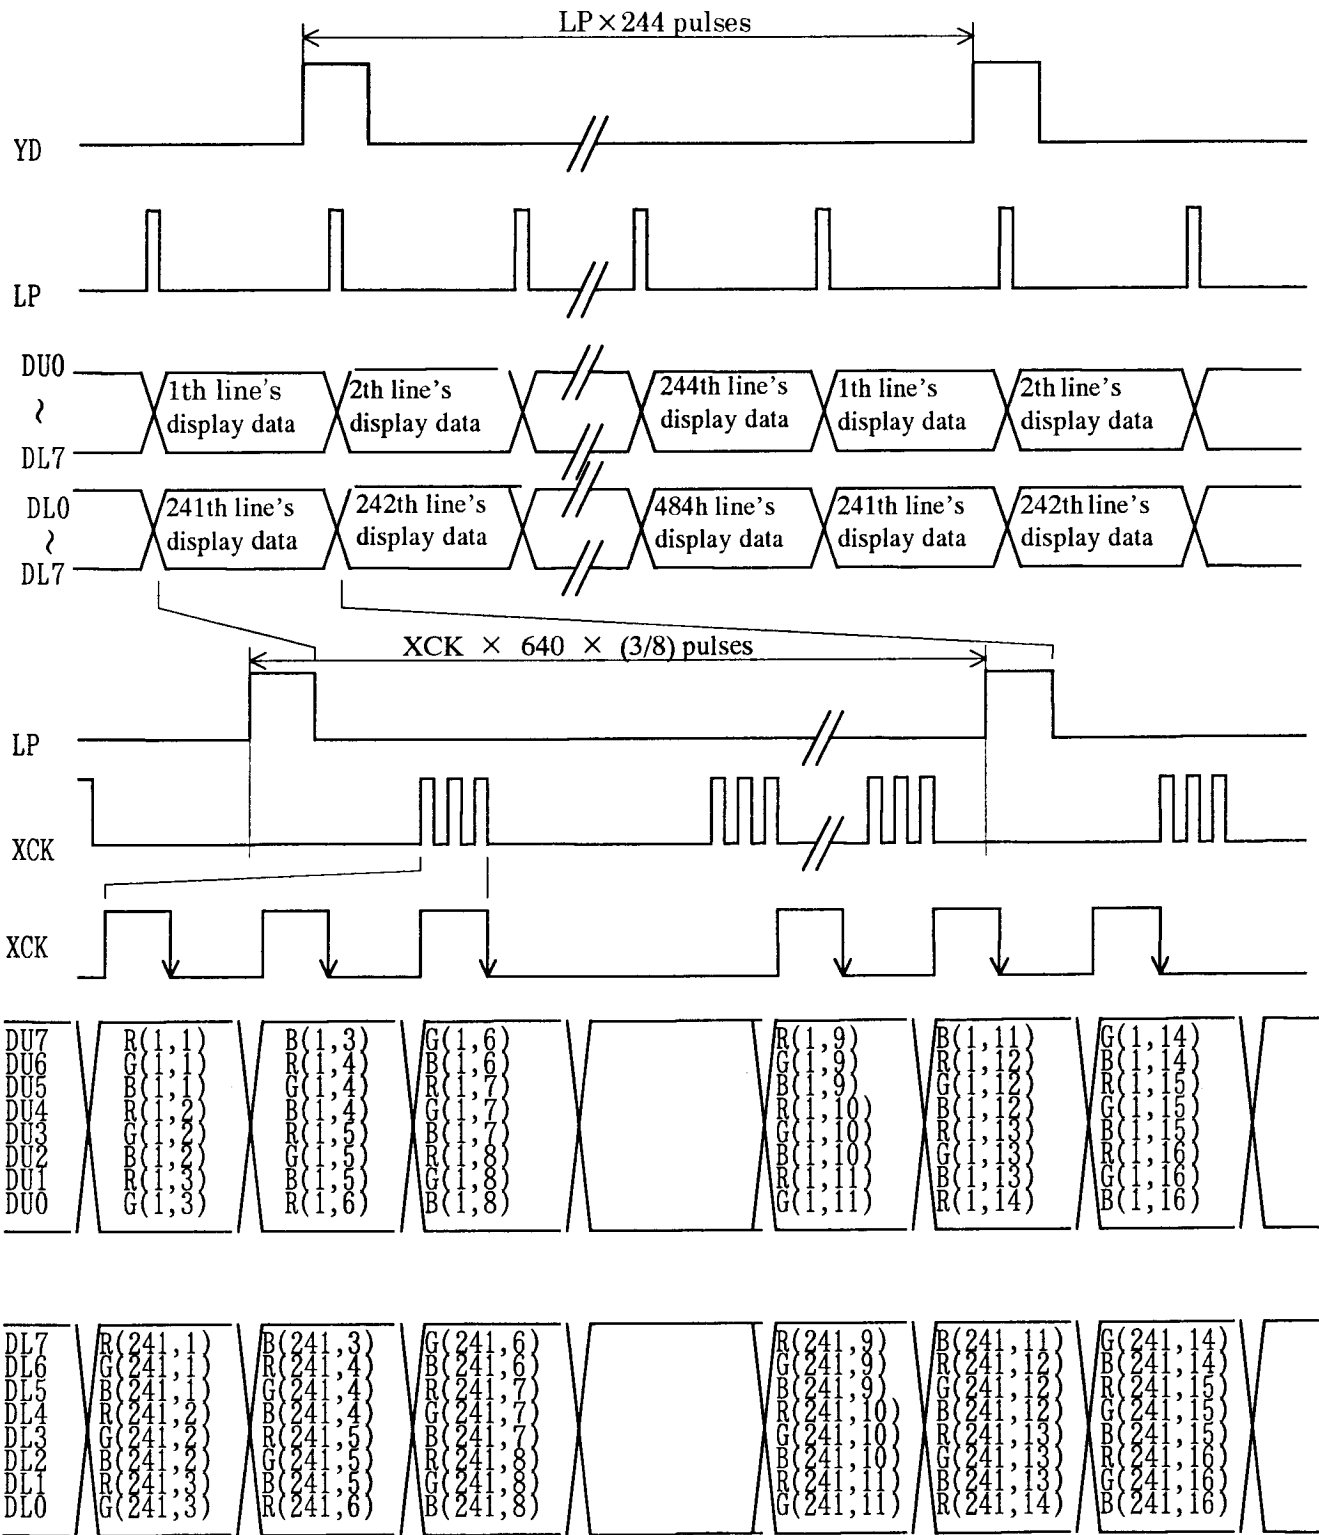 LP×244 pulses
YD
LP
DU0
≀
DL7
1th line's
display data
2th line's
display data
244th line's
display data
1th line's
display data
2th line's
display data
DL0
≀
DL7
241th line's
display data
242th line's
display data
484h line's
display data
241th line's
display data
242th line's
display data
XCK × 640 × (3/8) pulses
LP
XCK
XCK
DU7 R(1,1) B(1,3) G(1,6) R(1,9) B(1,11) G(1,14)
DU6 G(1,1) R(1,4) B(1,6) G(1,9) R(1,12) B(1,14)
DU5 B(1,1) G(1,4) R(1,7) B(1,9) G(1,12) R(1,15)
DU4 R(1,2) B(1,4) G(1,7) R(1,10) B(1,12) G(1,15)
DU3 G(1,2) R(1,5) B(1,7) G(1,10) R(1,13) B(1,15)
DU2 B(1,2) G(1,5) R(1,8) B(1,10) G(1,13) R(1,16)
DU1 R(1,3) B(1,5) G(1,8) R(1,11) B(1,13) G(1,16)
DU0 G(1,3) R(1,6) B(1,8) G(1,11) R(1,14) B(1,16)
DL7 R(241,1) B(241,3) G(241,6) R(241,9) B(241,11) G(241,14)
DL6 G(241,1) R(241,4) B(241,6) G(241,9) R(241,12) B(241,14)
DL5 B(241,1) G(241,4) R(241,7) B(241,9) G(241,12) R(241,15)
DL4 R(241,2) B(241,4) G(241,7) R(241,10) B(241,12) G(241,15)
DL3 G(241,2) R(241,5) B(241,7) G(241,10) R(241,13) B(241,15)
DL2 B(241,2) G(241,5) R(241,8) B(241,10) G(241,13) R(241,16)
DL1 R(241,3) B(241,5) G(241,8) R(241,11) B(241,13) G(241,16)
DL0 G(241,3) R(241,6) B(241,8) G(241,11) R(241,14) B(241,16)